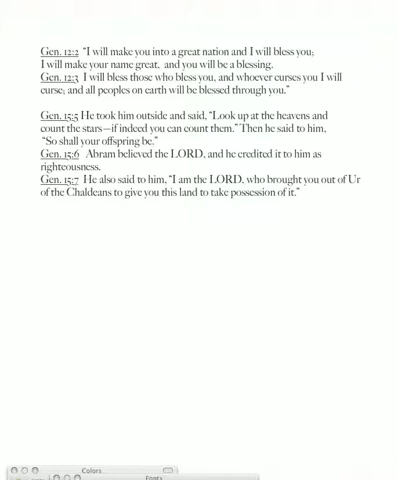 Gen. 12:2 "I will make you into a great nation and I will bless you;
I will make your name great, and you will be a blessing.
Gen. 12:3 I will bless those who bless you, and whoever curses you I will
curse; and all peoples on earth will be blessed through you."
Gen. 15:5 He took him outside and said, "Look up at the heavens and
count the stars—if indeed you can count them." Then he said to him,
"So shall your offspring be."
Gen. 15:6 Abram believed the LORD, and he credited it to him as
righteousness.
Gen. 15:7 He also said to him, "I am the LORD, who brought you out of Ur
of the Chaldeans to give you this land to take possession of it."
Colors
Fonts